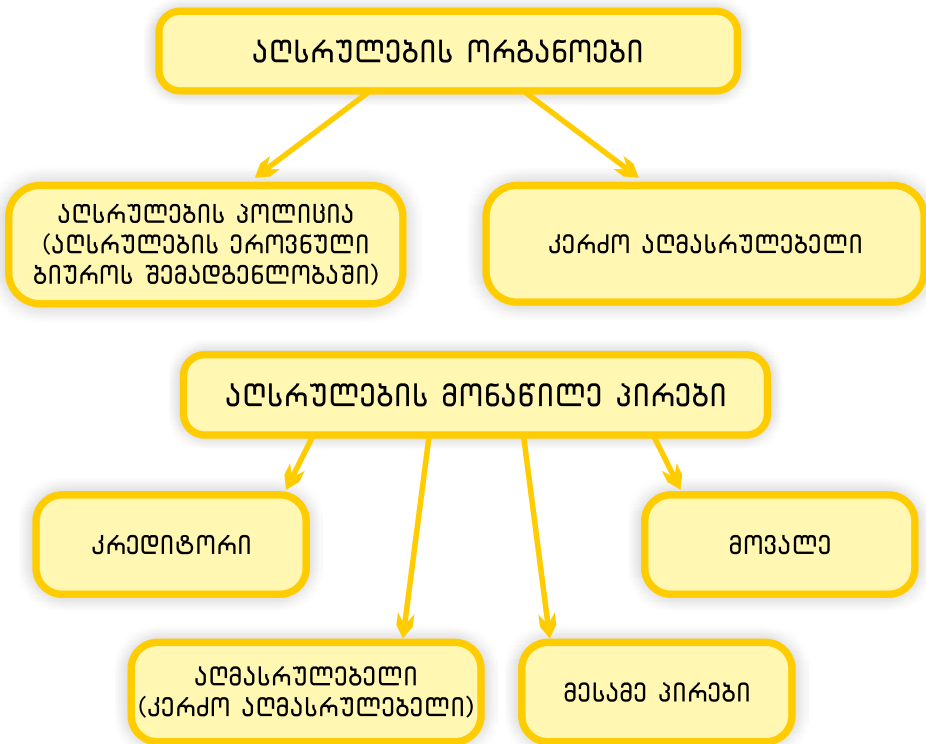 აღსრულების ორგანოები
აღსრულების პოლიცია
(აღსრულების ეროვნული
ბიუროს შემადგენლობაში)
კერძო აღმასრულებელი
აღსრულების მონაწილე პირები
კრედიტორი
მოვალე
აღმასრულებელი
(კერძო აღმასრულებელი)
მესამე პირები